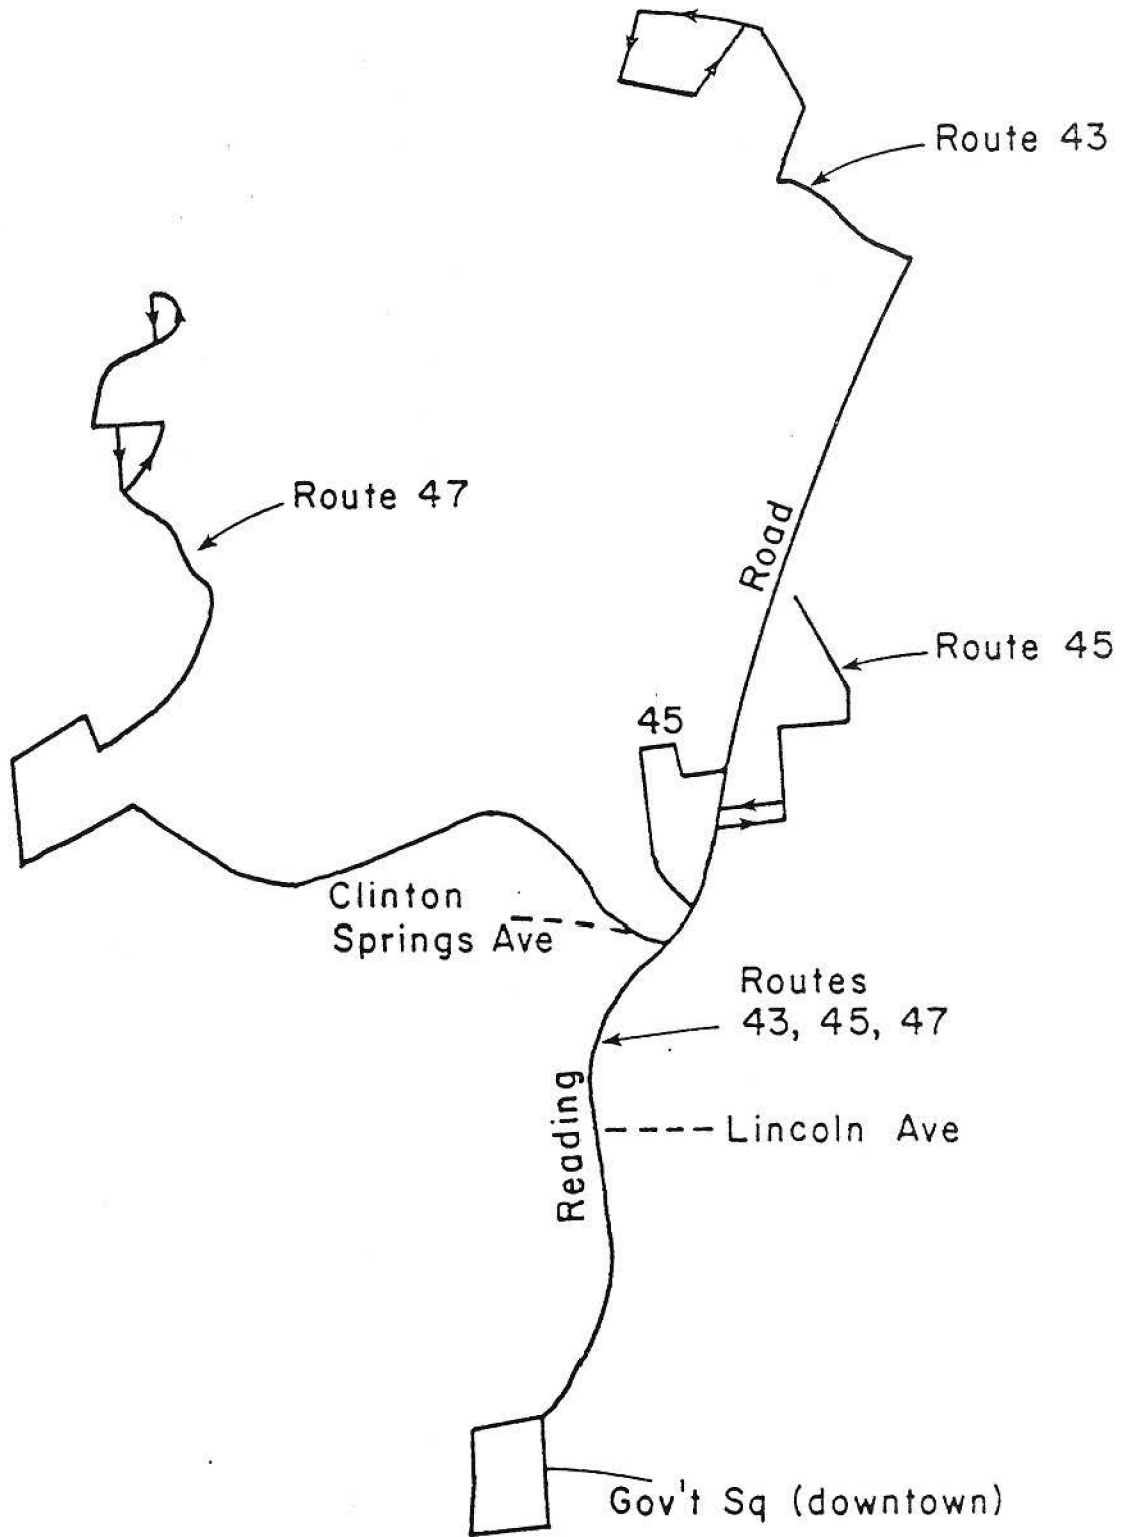 Route 43
Route 47
Road
Route 45
45
Clinton
Springs Ave
Routes
43, 45, 47
Reading
Lincoln Ave
Gov't Sq (downtown)